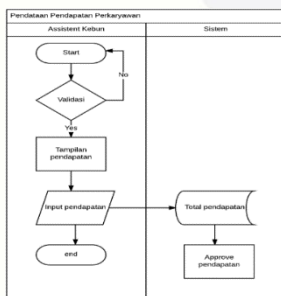 Pendataan Pendapatan Perkaryawan
Assistent Kebun
Sistem
Start
No
Validasi
Yes
Tampilan
pendapatan
Input pendapatan
Total pendapatan
end
Approve
pendapatan